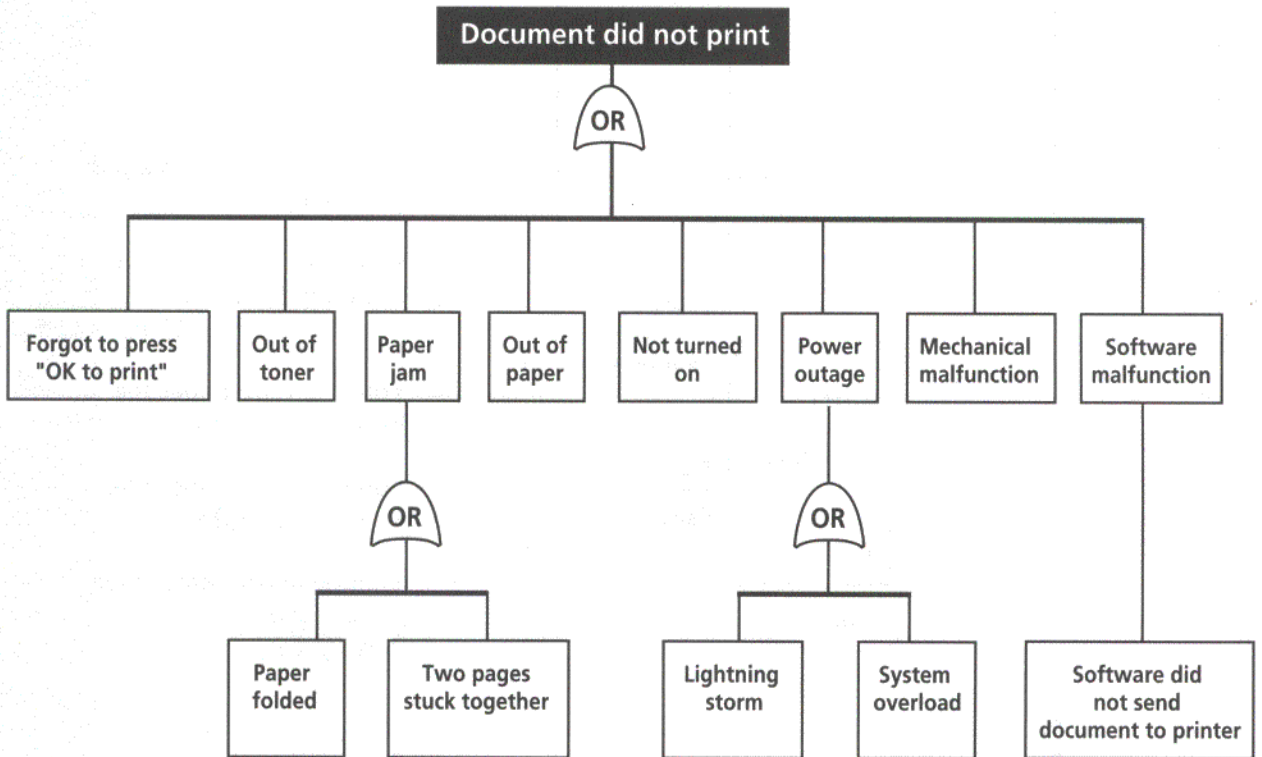 Document did not print
OR
Forgot to press
"OK to print"
Out of
toner
Paper
jam
Out of
paper
Not turned
on
Power
outage
Mechanical
malfunction
Software
malfunction
OR
OR
Paper
folded
Two pages
stuck together
Lightning
storm
System
overload
Software did
not send
document to printer